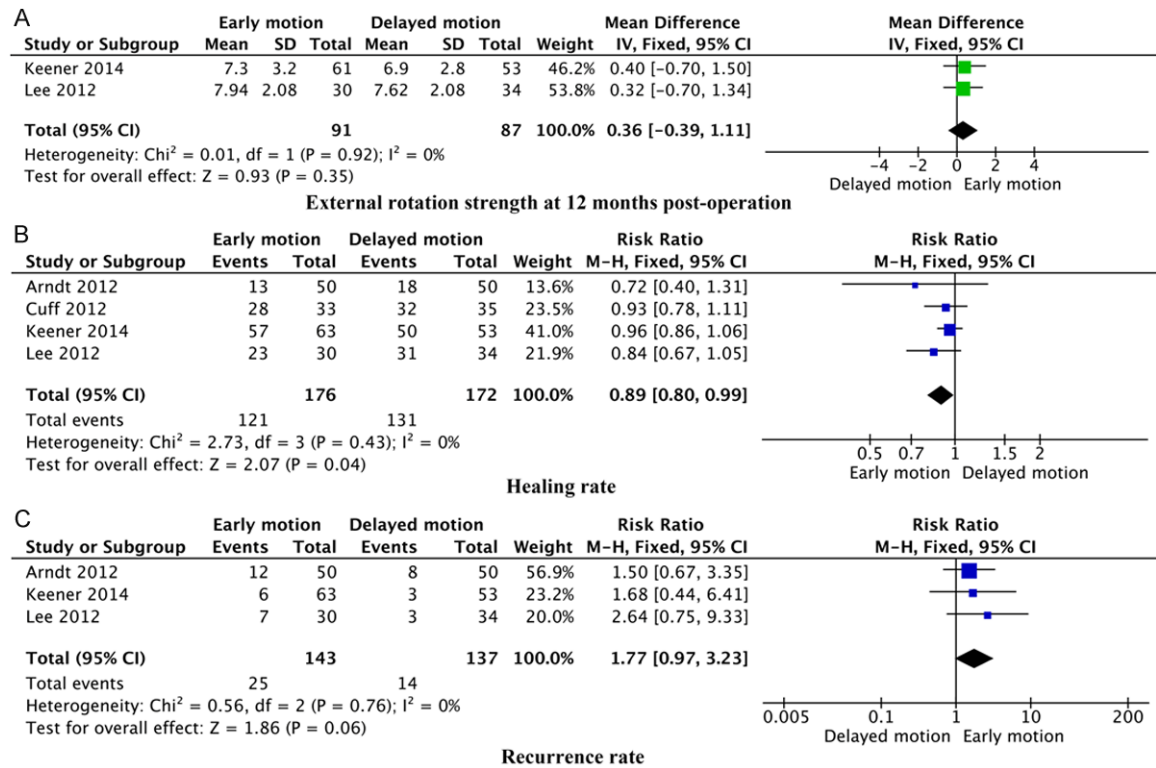 A
Early motion Delayed motion Mean Difference Mean Difference
Study or Subgroup Mean SD Total Mean SD Total Weight IV, Fixed, 95% CI IV, Fixed, 95% CI
Keener 2014 7.3 3.2 61 6.9 2.8 53 46.2% 0.40 [−0.70, 1.50]
Lee 2012 7.94 2.08 30 7.62 2.08 34 53.8% 0.32 [−0.70, 1.34]
Total (95% CI) 91 87 100.0% 0.36 [−0.39, 1.11]
Heterogeneity: Chi² = 0.01, df = 1 (P = 0.92); I² = 0%
Test for overall effect: Z = 0.93 (P = 0.35)
−4 −2 0 2 4
Delayed motion Early motion
External rotation strength at 12 months post-operation
B
Early motion Delayed motion Risk Ratio Risk Ratio
Study or Subgroup Events Total Events Total Weight M−H, Fixed, 95% CI M−H, Fixed, 95% CI
Arndt 2012 13 50 18 50 13.6% 0.72 [0.40, 1.31]
Cuff 2012 28 33 32 35 23.5% 0.93 [0.78, 1.11]
Keener 2014 57 63 50 53 41.0% 0.96 [0.86, 1.06]
Lee 2012 23 30 31 34 21.9% 0.84 [0.67, 1.05]
Total (95% CI) 176 172 100.0% 0.89 [0.80, 0.99]
Total events 121 131
Heterogeneity: Chi² = 2.73, df = 3 (P = 0.43); I² = 0%
Test for overall effect: Z = 2.07 (P = 0.04)
0.5 0.7 1 1.5 2
Early motion Delayed motion
Healing rate
C
Early motion Delayed motion Risk Ratio Risk Ratio
Study or Subgroup Events Total Events Total Weight M−H, Fixed, 95% CI M−H, Fixed, 95% CI
Arndt 2012 12 50 8 50 56.9% 1.50 [0.67, 3.35]
Keener 2014 6 63 3 53 23.2% 1.68 [0.44, 6.41]
Lee 2012 7 30 3 34 20.0% 2.64 [0.75, 9.33]
Total (95% CI) 143 137 100.0% 1.77 [0.97, 3.23]
Total events 25 14
Heterogeneity: Chi² = 0.56, df = 2 (P = 0.76); I² = 0%
Test for overall effect: Z = 1.86 (P = 0.06)
0.005 0.1 1 10 200
Delayed motion Early motion
Recurrence rate